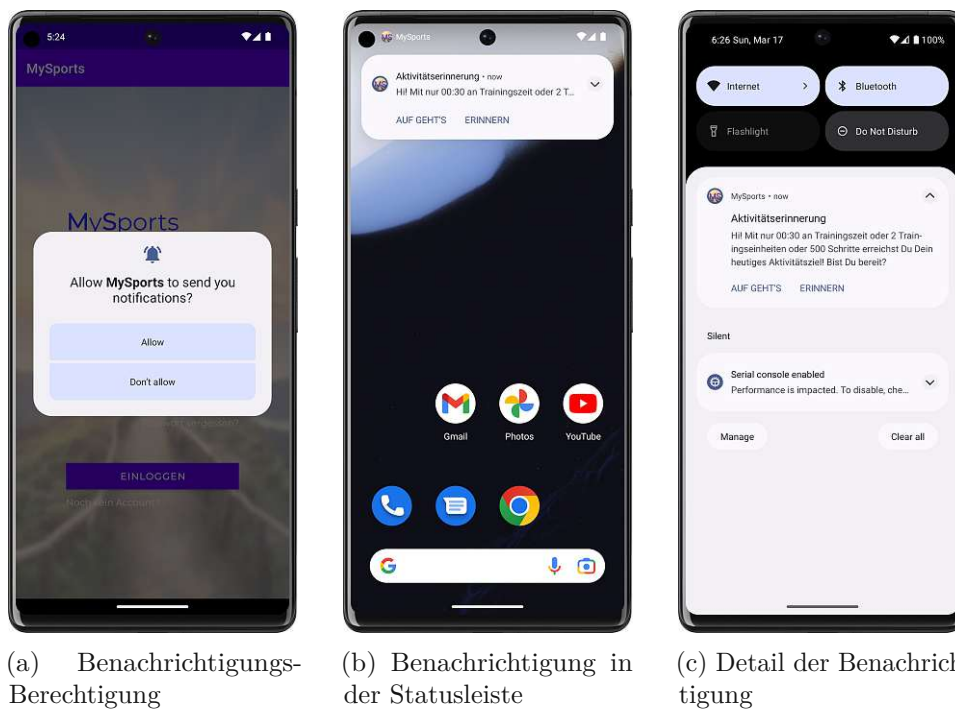 5:24
MySports
MySports
Allow MySports to send you
notifications?
Allow
Don't allow
EINLOGGEN
Noch kein Account?
(a) Benachrichtigungs-
Berechtigung
MySports
Aktivitätserinnerung • now
Hi! Mit nur 00:30 an Trainingszeit oder 2 T...
AUF GEHT'S ERINNERN
Gmail Photos YouTube
(b) Benachrichtigung in
der Statusleiste
6:26 Sun, Mar 17 100%
Internet Bluetooth
Flashlight Do Not Disturb
MySports • now
Aktivitätserinnerung
Hi! Mit nur 00:30 an Trainingszeit oder 2 Train-
ingseinheiten oder 500 Schritte erreichst Du Dein
heutiges Aktivitätsziel! Bist Du bereit?
AUF GEHT'S ERINNERN
Silent
Serial console enabled
Performance is impacted. To disable, che...
Manage Clear all
(c) Detail der Benachrich
tigung